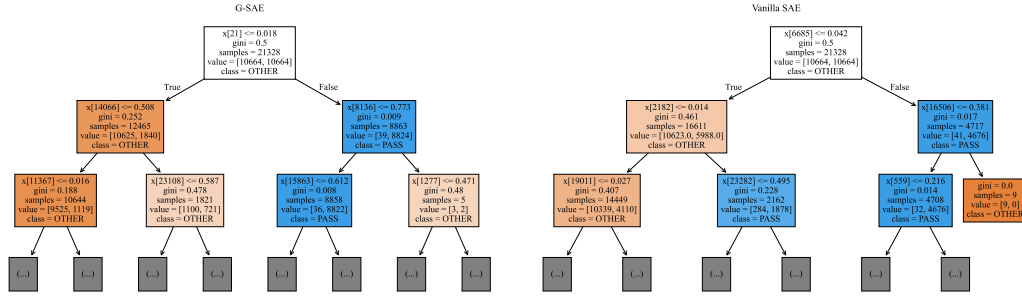 G-SAE
x[21] <= 0.018
gini = 0.5
samples = 21328
value = [10664, 10664]
class = OTHER
True
False
x[14066] <= 0.508
gini = 0.252
samples = 12465
value = [10625, 1840]
class = OTHER
x[8136] <= 0.773
gini = 0.009
samples = 8863
value = [39, 8824]
class = PASS
x[11367] <= 0.016
gini = 0.188
samples = 10644
value = [9525, 1119]
class = OTHER
x[23108] <= 0.587
gini = 0.478
samples = 1821
value = [1100, 721]
class = OTHER
x[15863] <= 0.612
gini = 0.008
samples = 8858
value = [36, 8822]
class = PASS
x[1277] <= 0.471
gini = 0.48
samples = 5
value = [3, 2]
class = OTHER
(...)
(...)
(...)
(...)
(...)
(...)
(...)
(...)
Vanilla SAE
x[6685] <= 0.042
gini = 0.5
samples = 21328
value = [10664, 10664]
class = OTHER
True
False
x[2182] <= 0.014
gini = 0.461
samples = 16611
value = [10623.0, 5988.0]
class = OTHER
x[16506] <= 0.381
gini = 0.017
samples = 4717
value = [41, 4676]
class = PASS
x[19011] <= 0.027
gini = 0.407
samples = 14449
value = [10339, 4110]
class = OTHER
x[23282] <= 0.495
gini = 0.228
samples = 2162
value = [284, 1878]
class = PASS
x[559] <= 0.216
gini = 0.014
samples = 4708
value = [32, 4676]
class = PASS
gini = 0.0
samples = 9
value = [9, 0]
class = OTHER
(...)
(...)
(...)
(...)
(...)
(...)